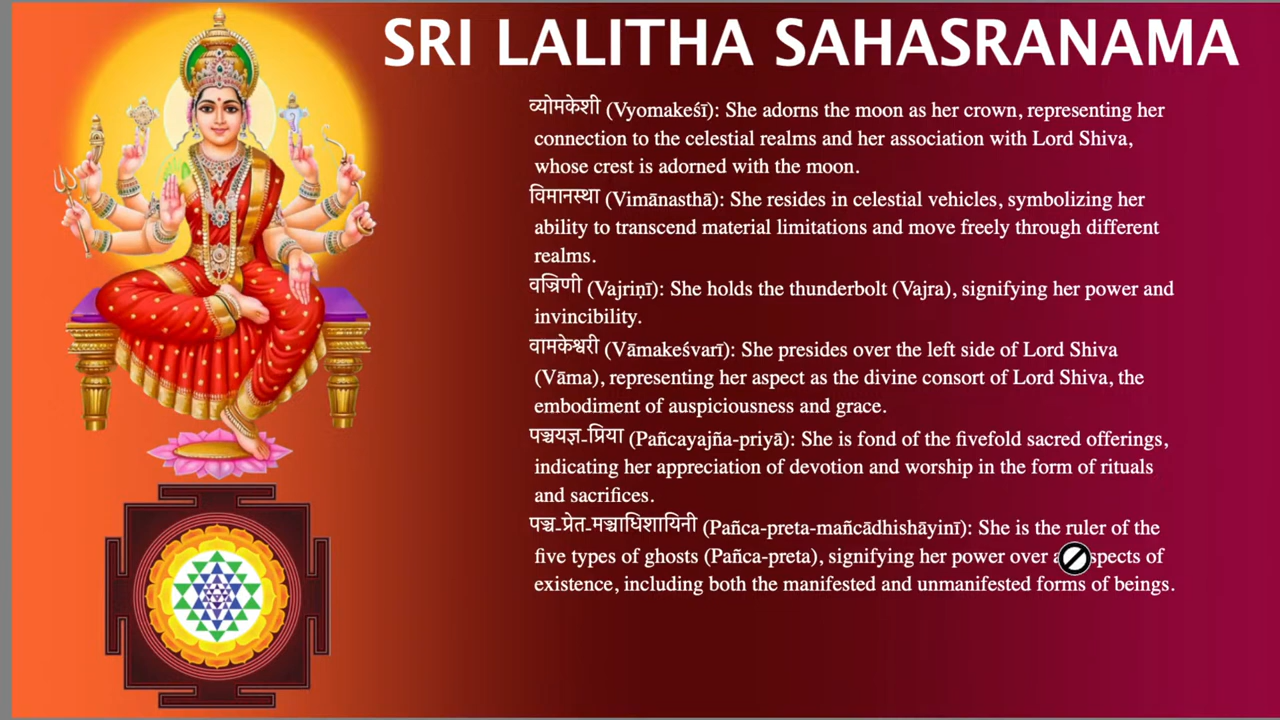 SRI LALITHA SAHASRANAMA
व्योमकेशी (Vyomakeśī): She adorns the moon as her crown, representing her
connection to the celestial realms and her association with Lord Shiva,
whose crest is adorned with the moon.
विमानस्था (Vimānasthā): She resides in celestial vehicles, symbolizing her
ability to transcend material limitations and move freely through different
realms.
वज्रिणी (Vajriṇī): She holds the thunderbolt (Vajra), signifying her power and
invincibility.
वामकेश्वरी (Vāmakeśvarī): She presides over the left side of Lord Shiva
(Vāma), representing her aspect as the divine consort of Lord Shiva, the
embodiment of auspiciousness and grace.
पञ्चयज्ञ-प्रिया (Pañcayajña-priyā): She is fond of the fivefold sacred offerings,
indicating her appreciation of devotion and worship in the form of rituals
and sacrifices.
पञ्च-प्रेत-मञ्चाधिशायिनी (Pañca-preta-mañcādhishāyinī): She is the ruler of the
five types of ghosts (Pañca-preta), signifying her power over of
existence, including both the manifested and unmanifested forms of beings.